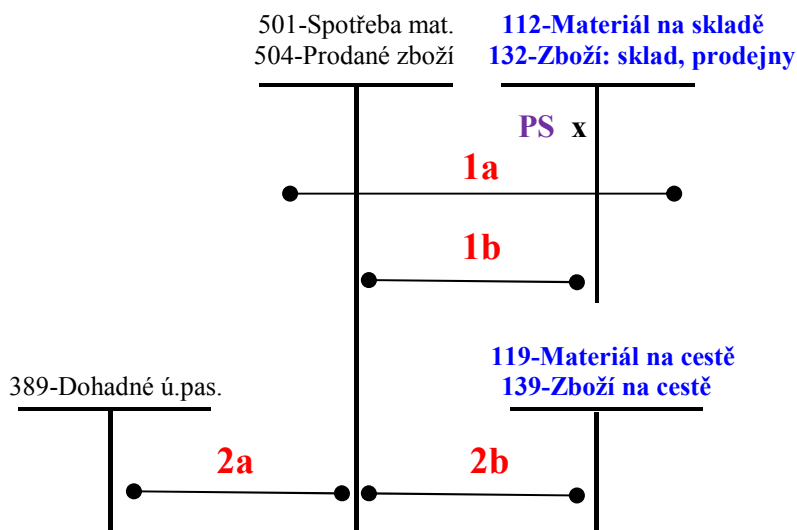 501-Spotřeba mat.
504-Prodané zboží
112-Materiál na skladě
132-Zboží: sklad, prodejny
PS x
1a
1b
119-Materiál na cestě
139-Zboží na cestě
389-Dohadné ú.pas.
2a
2b